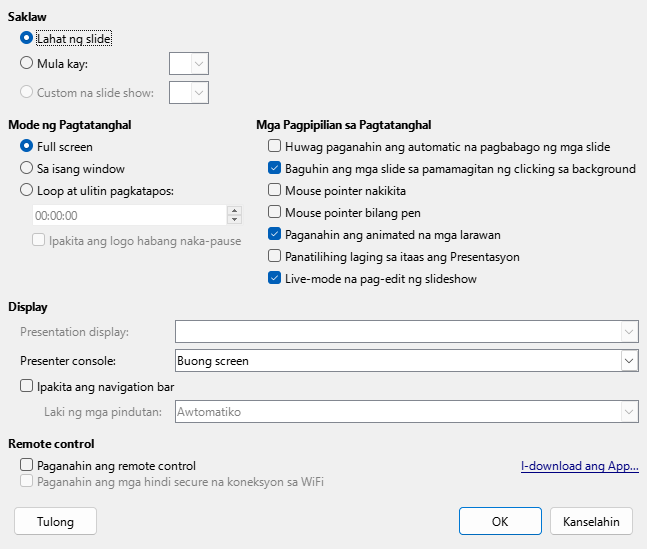 Saklaw
Lahat ng slide
Mula kay:
Custom na slide show:
Mode ng Pagtatanghal
Full screen
Sa isang window
Loop at ulitin pagkatapos:
00:00:00
Ipakita ang logo habang naka-pause
Mga Pagpipilian sa Pagtatanghal
Huwag paganahin ang automatic na pagbabago ng mga slide
Baguhin ang mga slide sa pamamagitan ng clicking sa background
Mouse pointer nakikita
Mouse pointer bilang pen
Paganahin ang animated na mga larawan
Panatilihing laging sa itaas ang Presentasyon
Live-mode na pag-edit ng slideshow
Display
Presentation display:
Presenter console: Buong screen
Ipakita ang navigation bar
Laki ng mga pindutan: Awtomatiko
Remote control
Paganahin ang remote control I-download ang App...
Paganahin ang mga hindi secure na koneksyon sa WiFi
Tulong OK Kanselahin